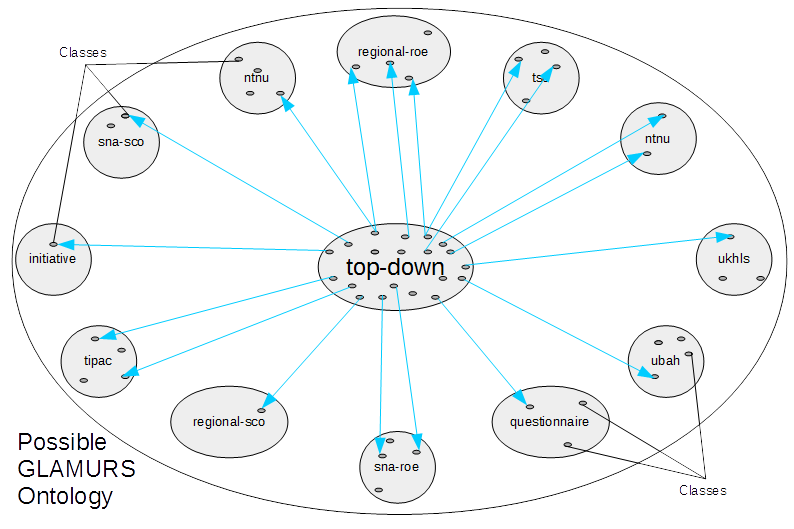 Classes
regional-roe
ntnu
tss
sna-sco
ntnu
initiative
top-down
ukhls
tipac
ubah
regional-sco
questionnaire
Possible
GLAMURS
Ontology
sna-roe
Classes